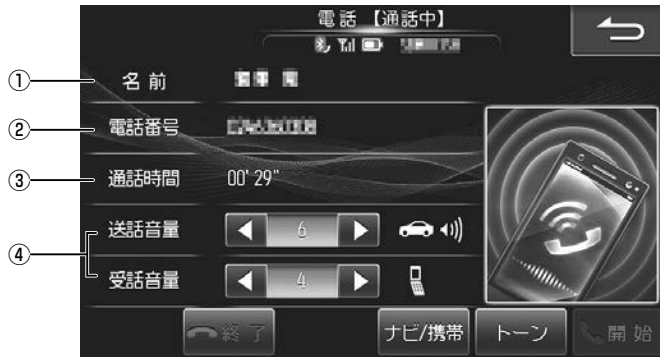 電話【通話中】
① 名前
② 電話番号
③ 通話時間 00'29"
④ 送話音量 6
受話音量 4
終了 ナビ/携帯 トーン 開始